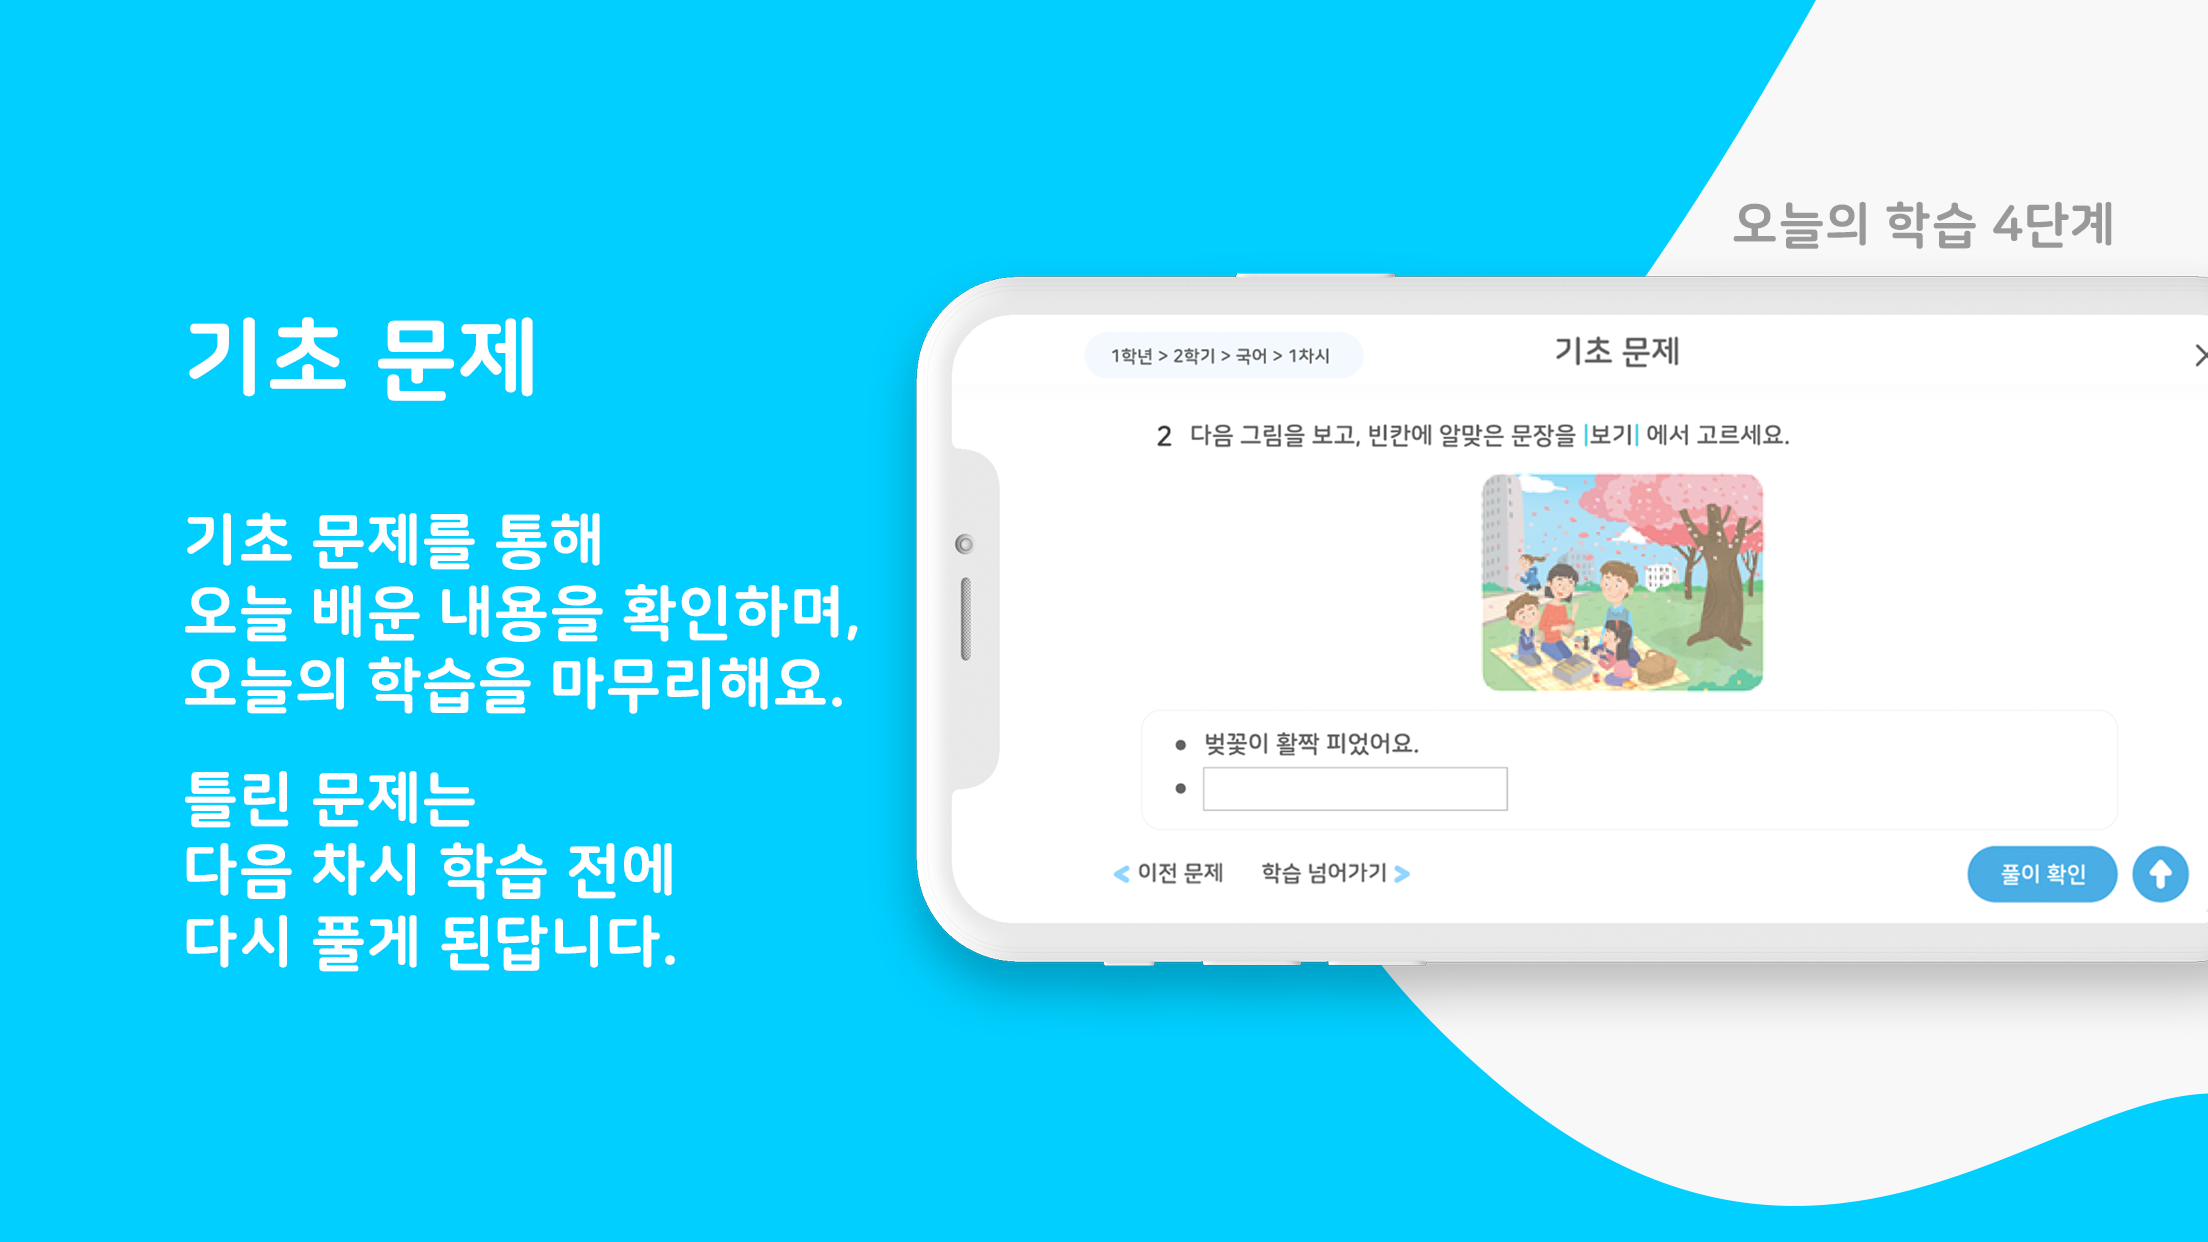 오늘의 학습 4단계
기초 문제
기초 문제를 통해
오늘 배운 내용을 확인하며,
오늘의 학습을 마무리해요.
틀린 문제는
다음 차시 학습 전에
다시 풀게 된답니다.
1학년 > 2학기 > 국어 > 1차시
기초 문제
2 다음 그림을 보고, 빈칸에 알맞은 문장을 |보기| 에서 고르세요.
• 벚꽃이 활짝 피었어요.
•
< 이전 문제 학습 넘어가기 >
풀이 확인